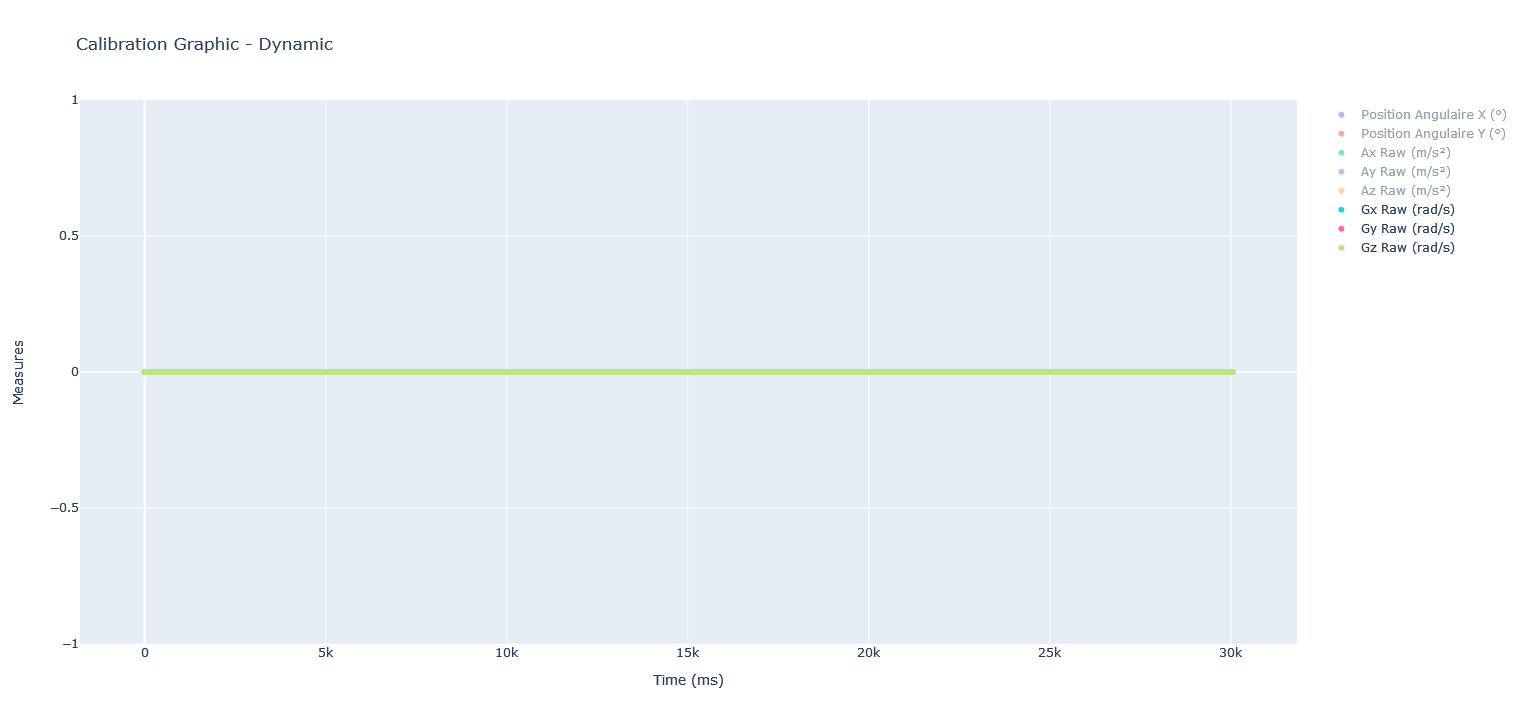 Calibration Graphic - Dynamic
1
0.5
0
−0.5
−1
Measures
0
5k
10k
15k
20k
25k
30k
Time (ms)
Position Angulaire X (°)
Position Angulaire Y (°)
Ax Raw (m/s²)
Ay Raw (m/s²)
Az Raw (m/s²)
Gx Raw (rad/s)
Gy Raw (rad/s)
Gz Raw (rad/s)